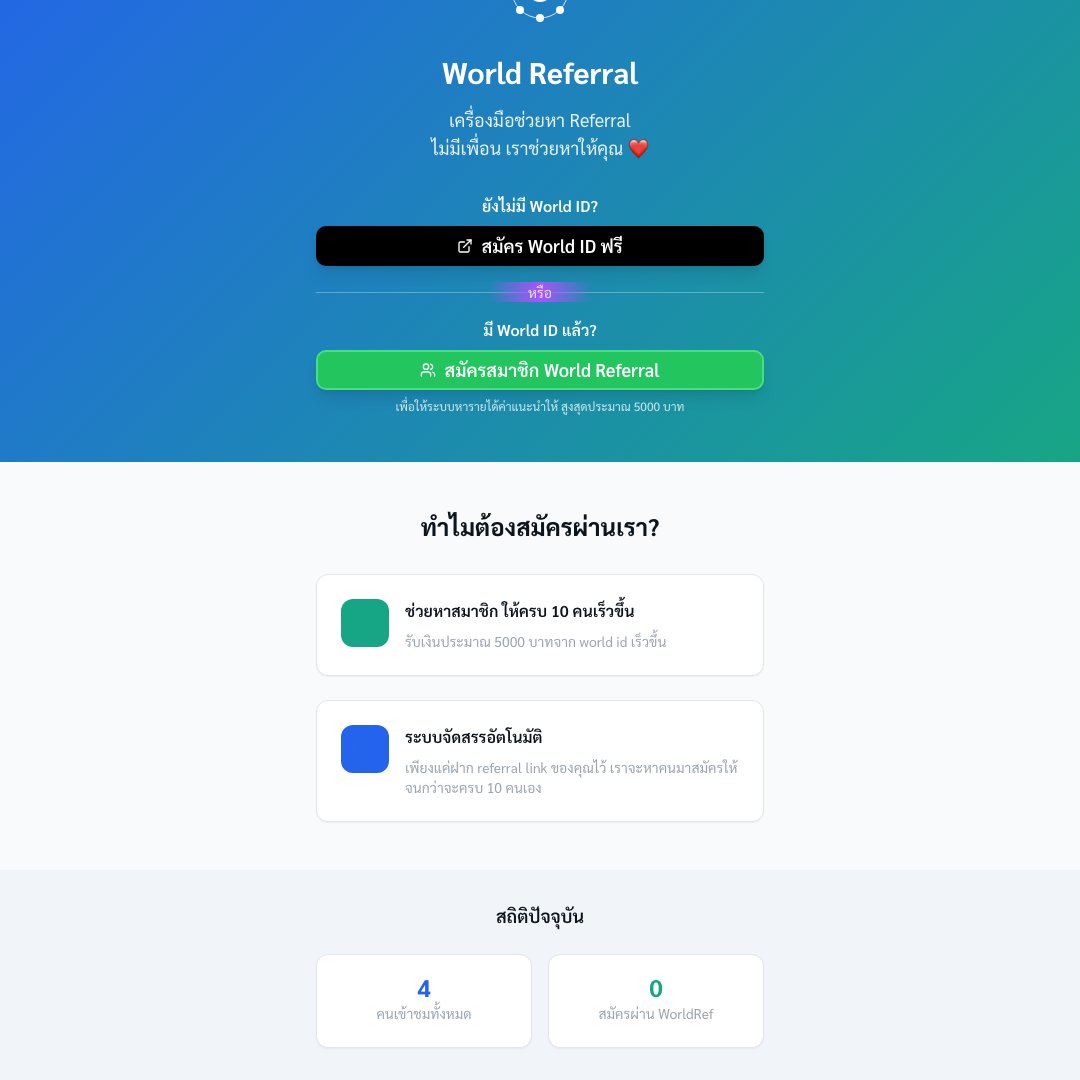 World Referral
เครื่องมือช่วยหา Referral
ไม่มีเพื่อน เราช่วยหาให้คุณ ❤️
ยังไม่มี World ID?
สมัคร World ID ฟรี
หรือ
มี World ID แล้ว?
สมัครสมาชิก World Referral
เพื่อให้ระบบหารายได้ค่าแนะนำให้ สูงสุดประมาณ 5000 บาท
ทำไมต้องสมัครผ่านเรา?
ช่วยหาสมาชิก ให้ครบ 10 คนเร็วขึ้น
รับเงินประมาณ 5000 บาทจาก world id เร็วขึ้น
ระบบจัดสรรอัตโนมัติ
เพียงแค่ฝาก referral link ของคุณไว้ เราจะหาคนมาสมัครให้
จนกว่าจะครบ 10 คนเอง
สถิติปัจจุบัน
4
คนเข้าชมทั้งหมด
0
สมัครผ่าน WorldRef